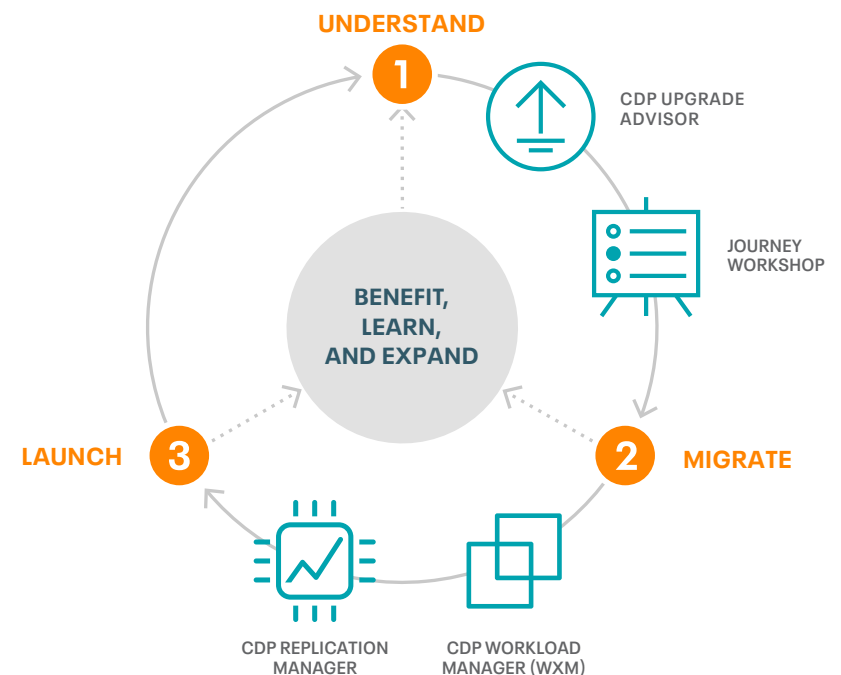 UNDERSTAND
1
CDP UPGRADE
ADVISOR
JOURNEY
WORKSHOP
BENEFIT,
LEARN,
AND EXPAND
LAUNCH
3
2
MIGRATE
CDP REPLICATION
MANAGER
CDP WORKLOAD
MANAGER (WXM)